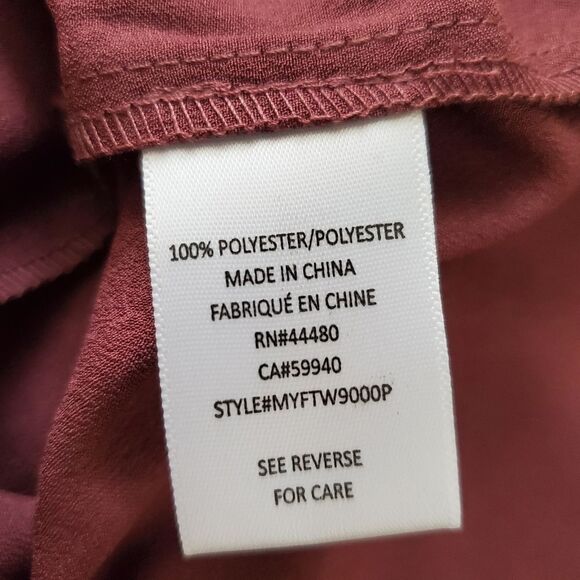 100% POLYESTER/POLYESTER
MADE IN CHINA
FABRIQUÉ EN CHINE
RN#44480
CA#59940
STYLE#MYFTW9000P
SEE REVERSE
FOR CARE